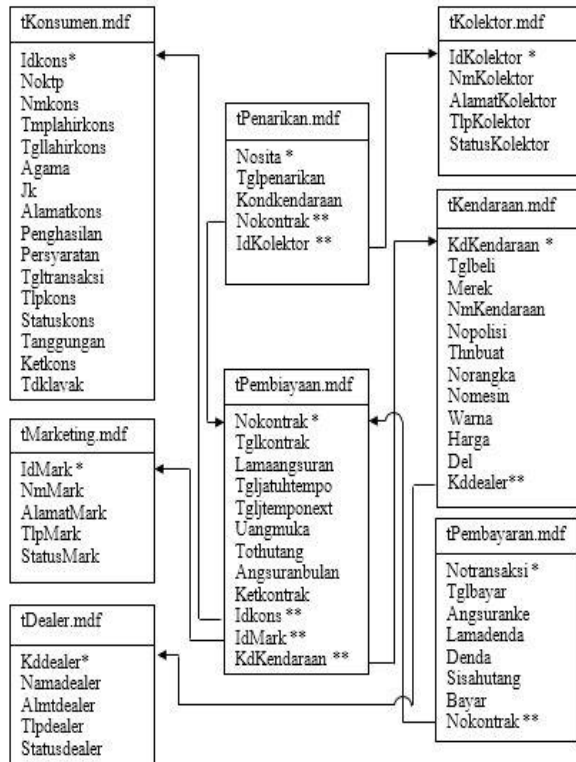 tKonsumen.mdf
Idkons*
Noktp
Nmkons
Tmplahirkons
Tgllahirkons
Agama
Jk
Alamatkons
Penghasilan
Persyaratan
Tgltransaksi
Tlpkons
Statuskons
Tanggungan
Ketkons
Tdklayak
tMarketing.mdf
IdMark *
NmMark
AlamatMark
TlpMark
StatusMark
tDealer.mdf
Kddealer*
Namadealer
Almtdealer
Tlpdealer
Statusdealer
tPenarikan.mdf
Nosita *
Tglpenarikan
Kondkendaraan
Nokontrak **
IdKolektor **
tPembiayaan.mdf
Nokontrak *
Tglkontrak
Lamaangsuran
Tgljatuhtempo
Tgljtemponext
Uangmuka
Tothutang
Angsuranbulan
Ketkontrak
Idkons **
IdMark **
KdKendaraan **
tKolektor.mdf
IdKolektor *
NmKolektor
AlamatKolektor
TlpKolektor
StatusKolektor
tKendaraan.mdf
KdKendaraan *
Tglbeli
Merek
NmKendaraan
Nopolisi
Thnbuat
Norangka
Nomesin
Warna
Harga
Del
Kddealer**
tPembayaran.mdf
Notransaksi *
Tglbayar
Angsuranke
Lamadenda
Denda
Sisahutang
Bayar
Nokontrak **